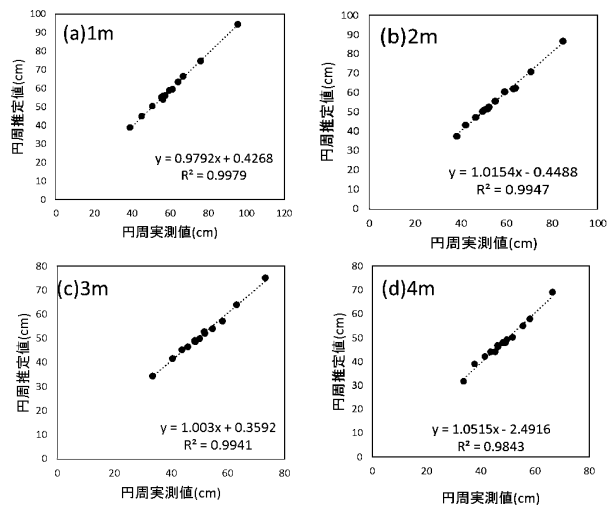 (a)1m
円周推定値(cm)
100
90
80
70
60
50
40
30
20
10
0
y = 0.9792x + 0.4268
R² = 0.9979
0 20 40 60 80 100 120
円周実測値(cm)
(b)2m
円周推定値(cm)
100
90
80
70
60
50
40
30
20
10
0
y = 1.0154x - 0.4488
R² = 0.9947
0 20 40 60 80 100
円周実測値(cm)
(c)3m
円周推定値(cm)
80
70
60
50
40
30
20
10
0
y = 1.003x + 0.3592
R² = 0.9941
0 20 40 60 80
円周実測値(cm)
(d)4m
円周推定値(cm)
80
70
60
50
40
30
20
10
0
y = 1.0515x - 2.4916
R² = 0.9843
0 20 40 60 80
円周実測値(cm)